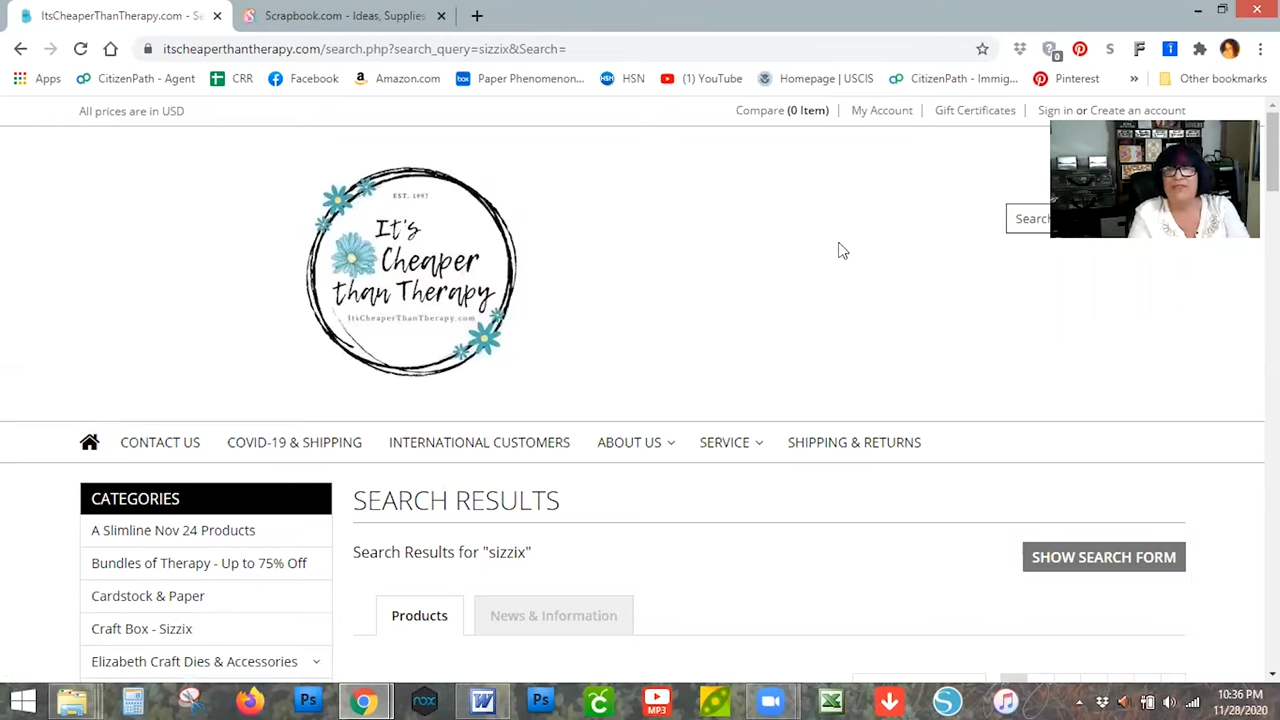 ItsCheaperThanTherapy.com - Se
Scrapbook.com - Ideas, Supplies
itscheaperthantherapy.com/search.php?search_query=sizzix&Search=
Apps
CitizenPath - Agent
CRR
Facebook
Amazon.com
Paper Phenomenon...
HSN
(1) YouTube
Homepage | USCIS
CitizenPath - Immig...
Pinterest
»
Other bookmarks
All prices are in USD
Compare (0 Item)
My Account
Gift Certificates
Sign in or Create an account
Search
EST. 1997
It's
Cheaper
than Therapy
ItsCheaperThanTherapy.com
CONTACT US
COVID-19 & SHIPPING
INTERNATIONAL CUSTOMERS
ABOUT US
SERVICE
SHIPPING & RETURNS
CATEGORIES
A Slimline Nov 24 Products
Bundles of Therapy - Up to 75% Off
Cardstock & Paper
Craft Box - Sizzix
Elizabeth Craft Dies & Accessories
SEARCH RESULTS
Search Results for "sizzix"
SHOW SEARCH FORM
Products
News & Information
10:36 PM
11/28/2020